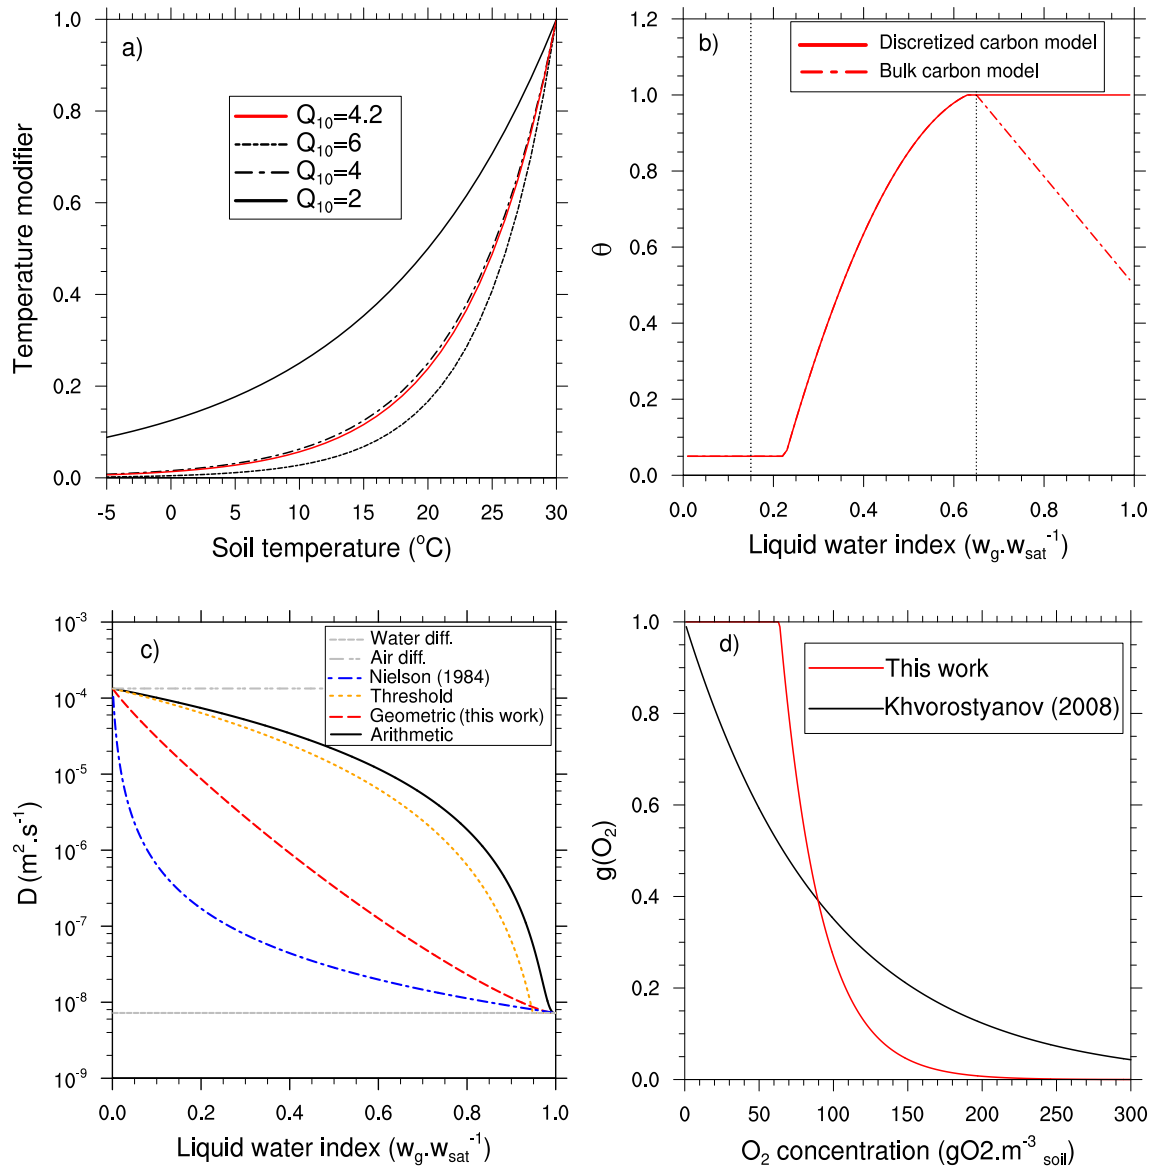 a)
Temperature modifier
1.0
0.8
0.6
0.4
0.2
0.0
Q10=4.2
Q10=6
Q10=4
Q10=2
-5 0 5 10 15 20 25 30
Soil temperature (°C)
b)
θ
1.2
1.0
0.8
0.6
0.4
0.2
0.0
Discretized carbon model
Bulk carbon model
0.0 0.2 0.4 0.6 0.8 1.0
Liquid water index (wg.wsat⁻¹)
c)
D (m².s⁻¹)
10⁻³
10⁻⁴
10⁻⁵
10⁻⁶
10⁻⁷
10⁻⁸
10⁻⁹
Water diff.
Air diff.
Nielson (1984)
Threshold
Geometric (this work)
Arithmetic
0.0 0.2 0.4 0.6 0.8 1.0
Liquid water index (wg.wsat⁻¹)
d)
g(O₂)
1.0
0.8
0.6
0.4
0.2
0.0
This work
Khvorostyanov (2008)
0 50 100 150 200 250 300
O₂ concentration (gO2.m⁻³ soil)